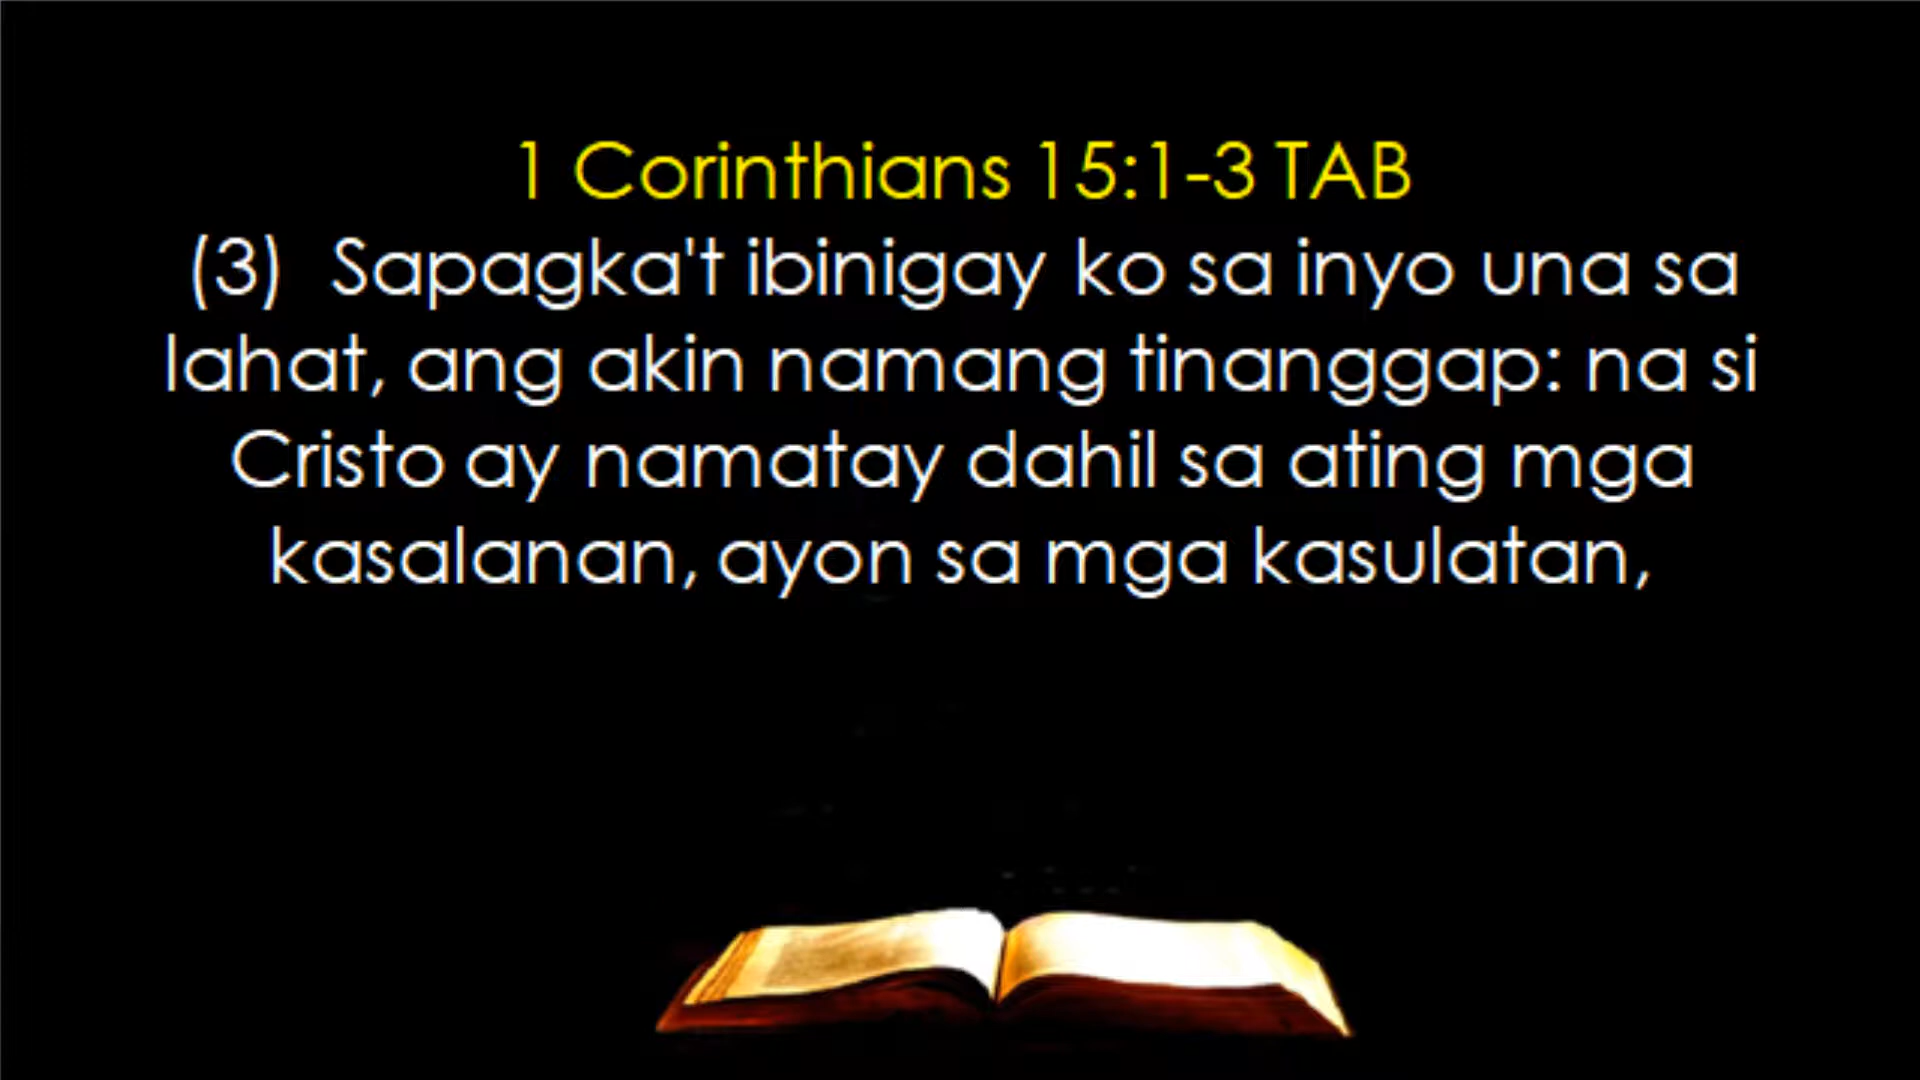 1 Corinthians 15:1-3 TAB
(3) Sapagka't ibinigay ko sa inyo una sa
lahat, ang akin namang tinanggap: na si
Cristo ay namatay dahil sa ating mga
kasalanan, ayon sa mga kasulatan,